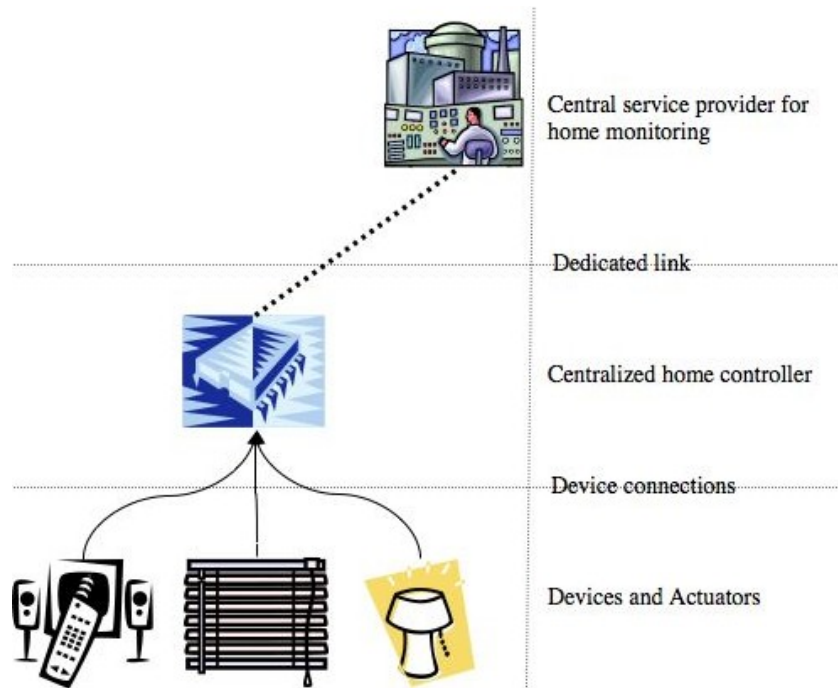 Central service provider for
home monitoring
Dedicated link
Centralized home controller
Device connections
Devices and Actuators